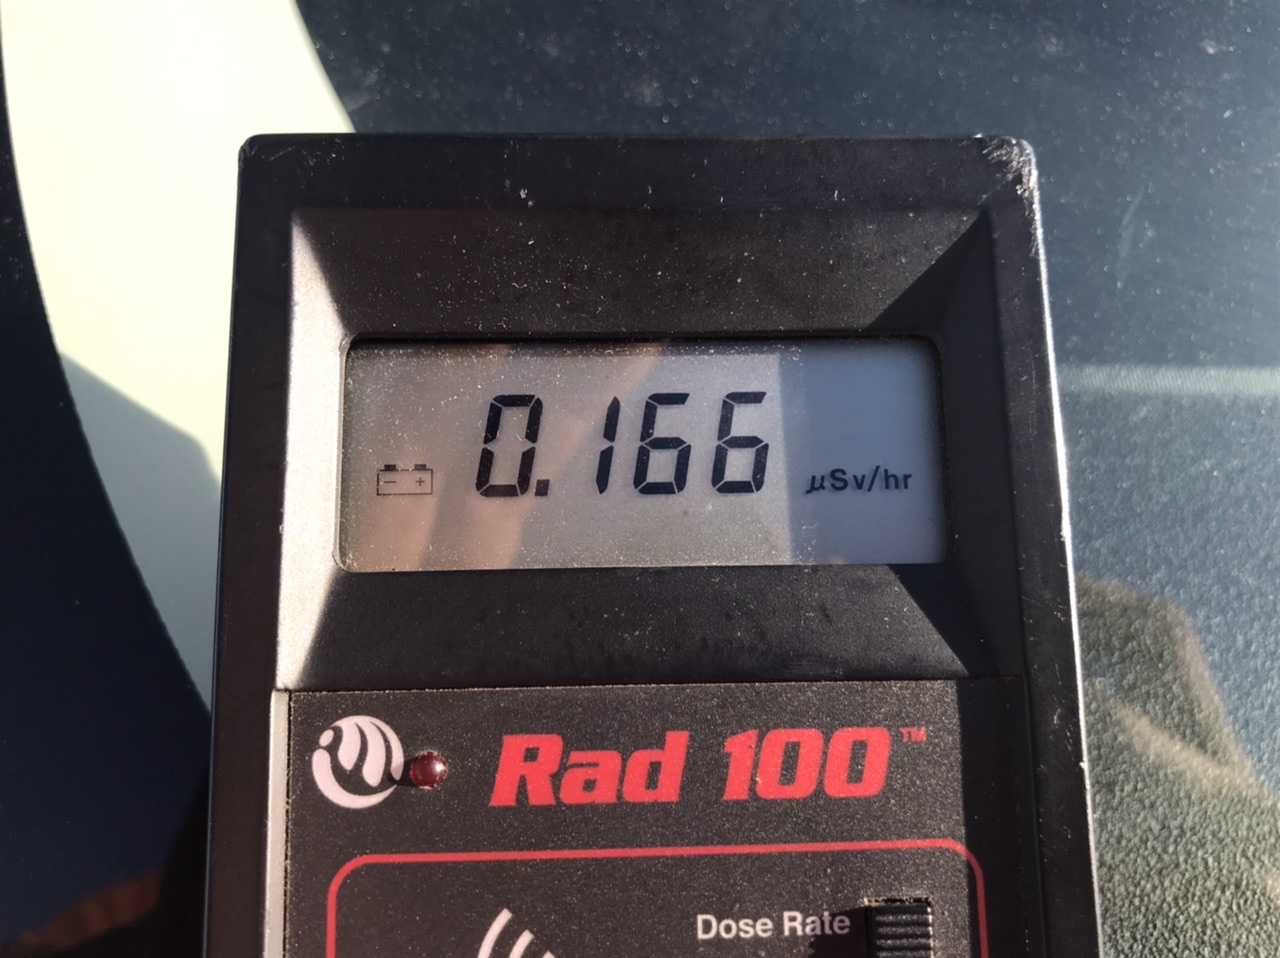 0.166 μSv/hr
Rad 100™
Dose Rate